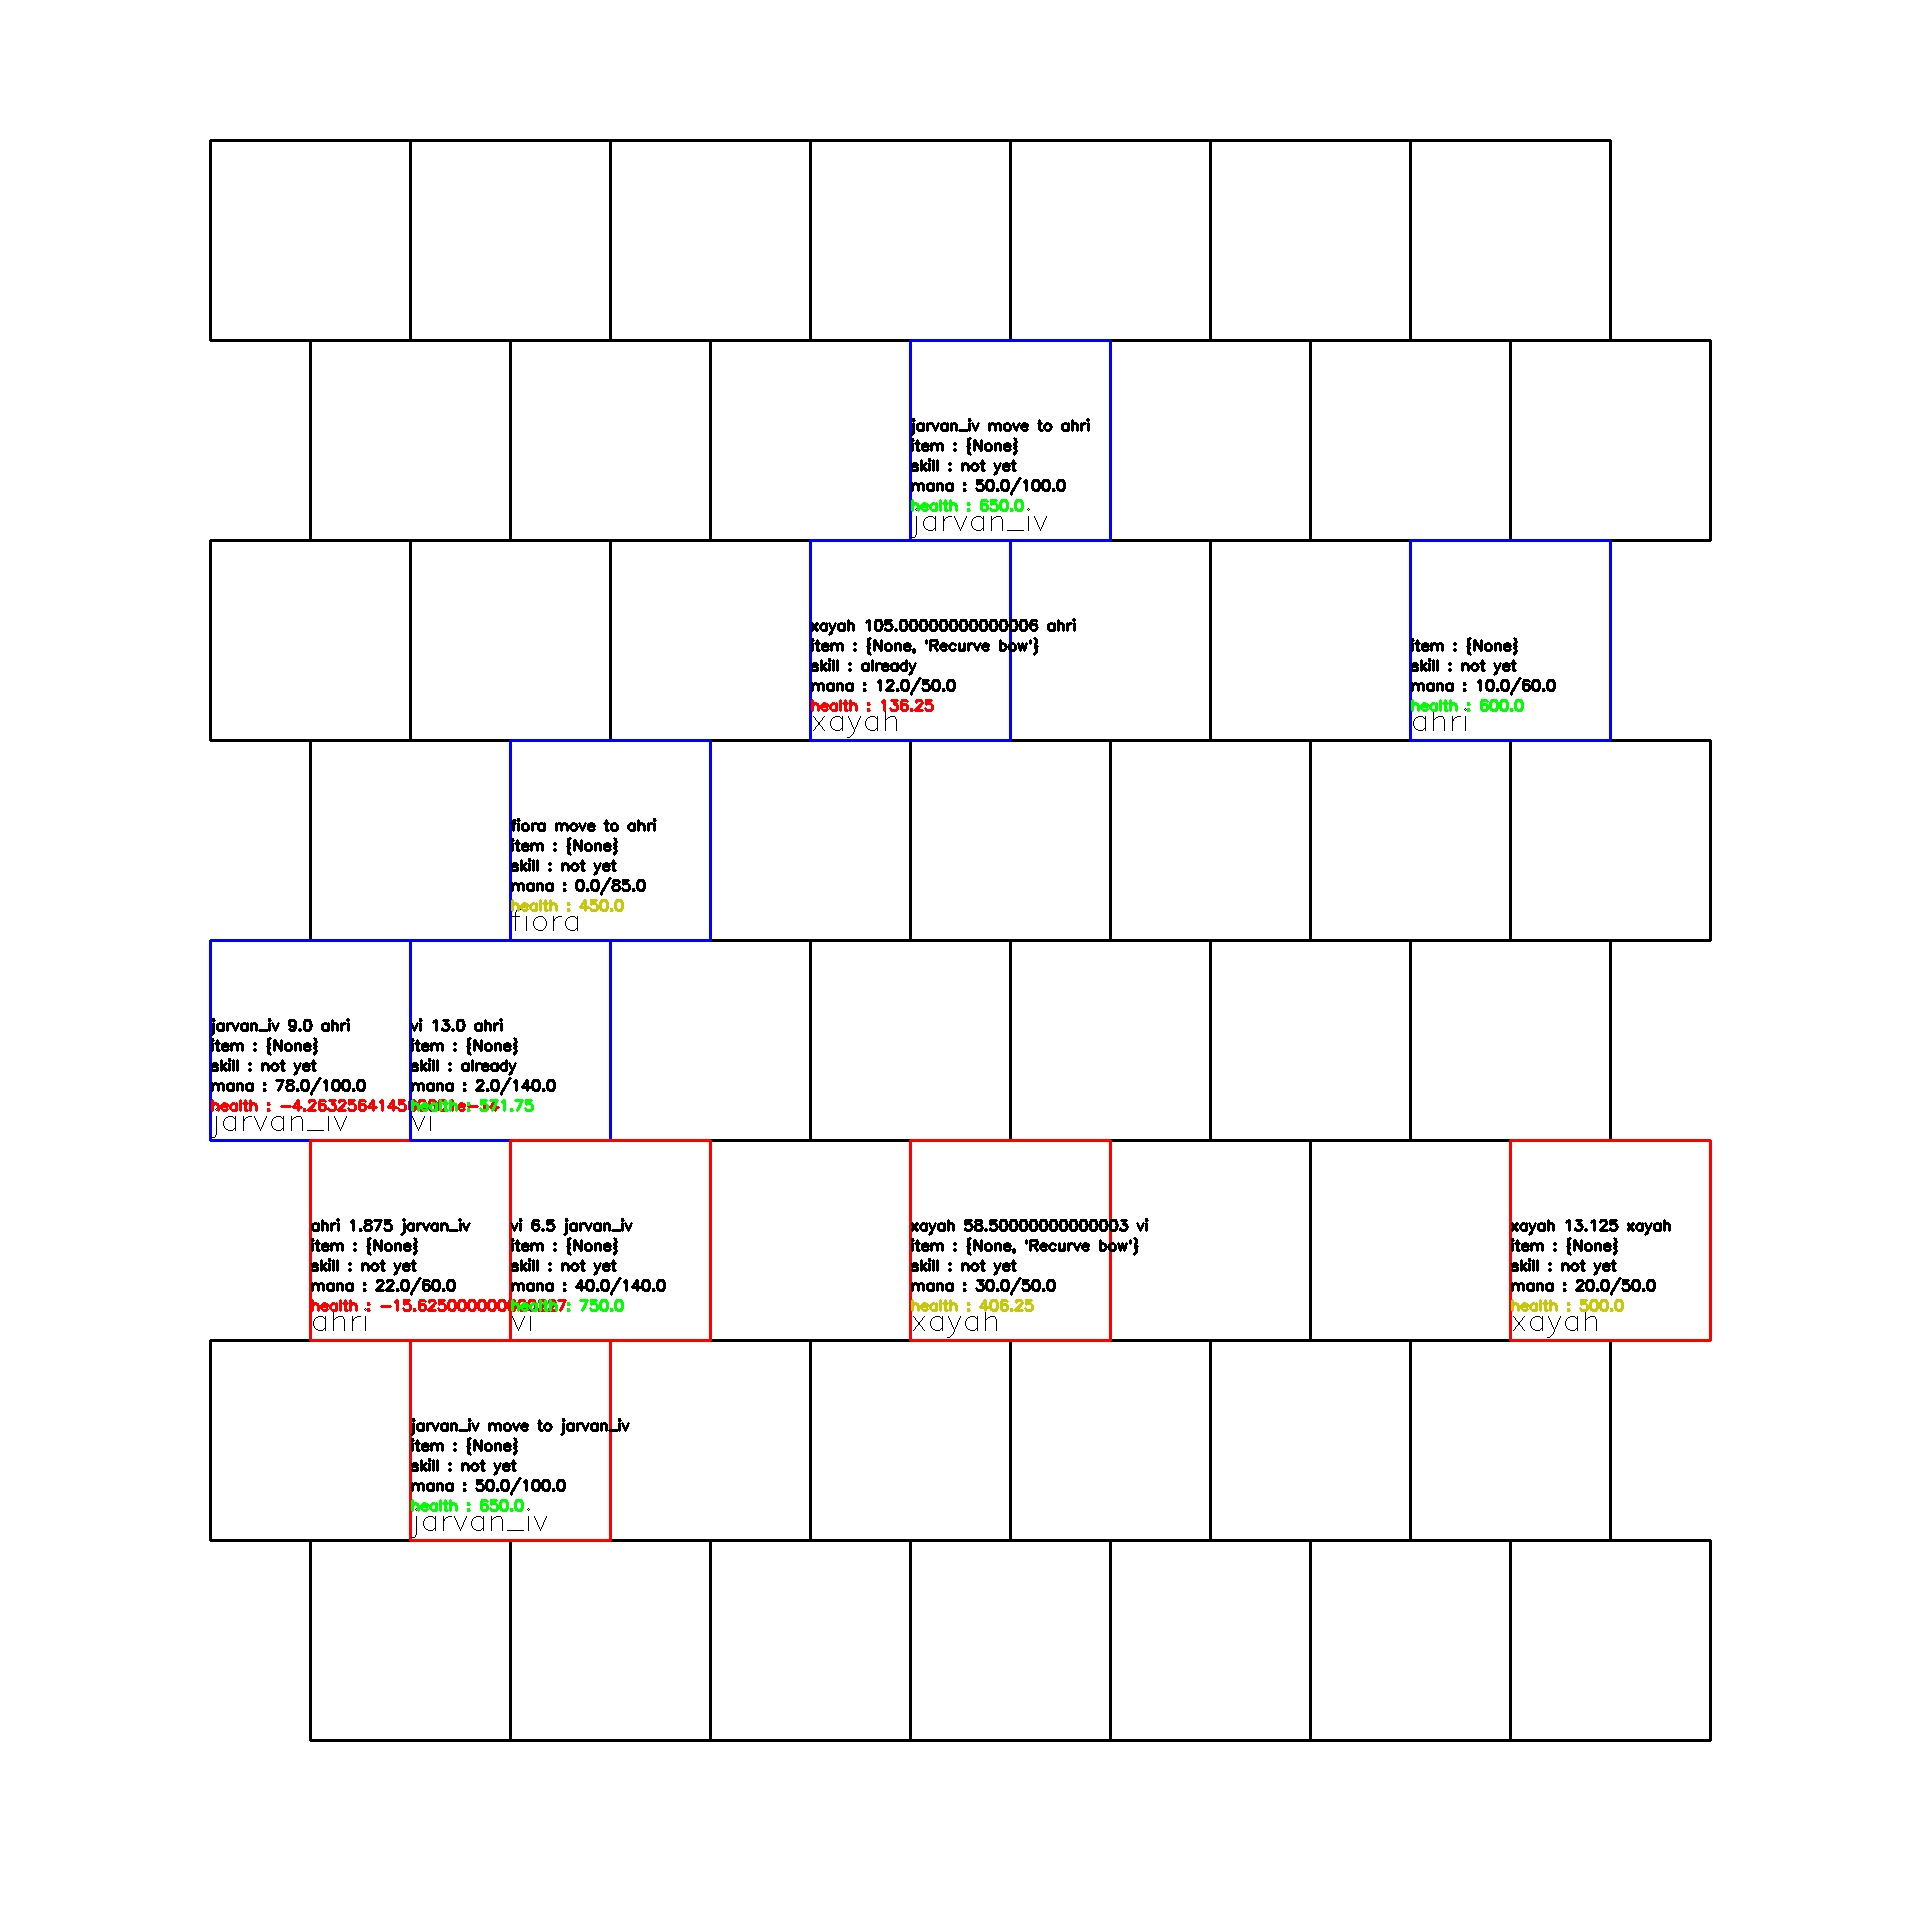 jarvan_iv move to ahri
item : {None}
skill : not yet
mana : 50.0/100.0
health : 650.0
jarvan_iv
xayah 105.00000000000006 ahri
item : {None, 'Recurve bow'}
skill : already
mana : 12.0/50.0
health : 136.25
xayah
item : {None}
skill : not yet
mana : 10.0/60.0
health : 600.0
ahri
fiora move to ahri
item : {None}
skill : not yet
mana : 0.0/85.0
health : 450.0
fiora
jarvan_iv 9.0 ahri
item : {None}
skill : not yet
mana : 78.0/100.0
health :
jarvan_iv
vi 13.0 ahri
item : {None}
skill : already
mana : 2.0/140.0
health : 531.75
vi
ahri 1.875 jarvan_iv
item : {None}
skill : not yet
mana : 22.0/60.0
health :
ahri
vi 6.5 jarvan_iv
item : {None}
skill : not yet
mana : 40.0/140.0
health : 750.0
vi
xayah 58.50000000000003 vi
item : {None, 'Recurve bow'}
skill : not yet
mana : 30.0/50.0
health : 406.25
xayah
xayah 13.125 xayah
item : {None}
skill : not yet
mana : 20.0/50.0
health : 500.0
xayah
jarvan_iv move to jarvan_iv
item : {None}
skill : not yet
mana : 50.0/100.0
health : 650.0
jarvan_iv